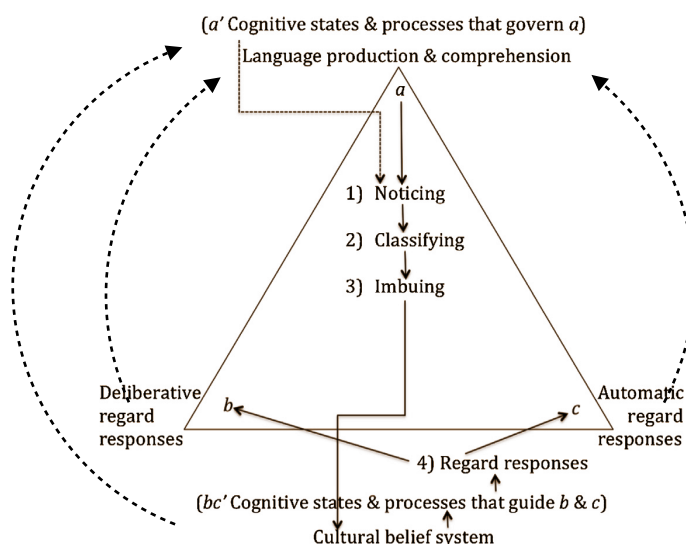 (a′ Cognitive states & processes that govern a)
Language production & comprehension
a
1) Noticing
2) Classifying
3) Imbuing
Deliberative
regard
responses
b
c
Automatic
regard
responses
4) Regard responses
(bc′ Cognitive states & processes that guide b & c)
Cultural belief system